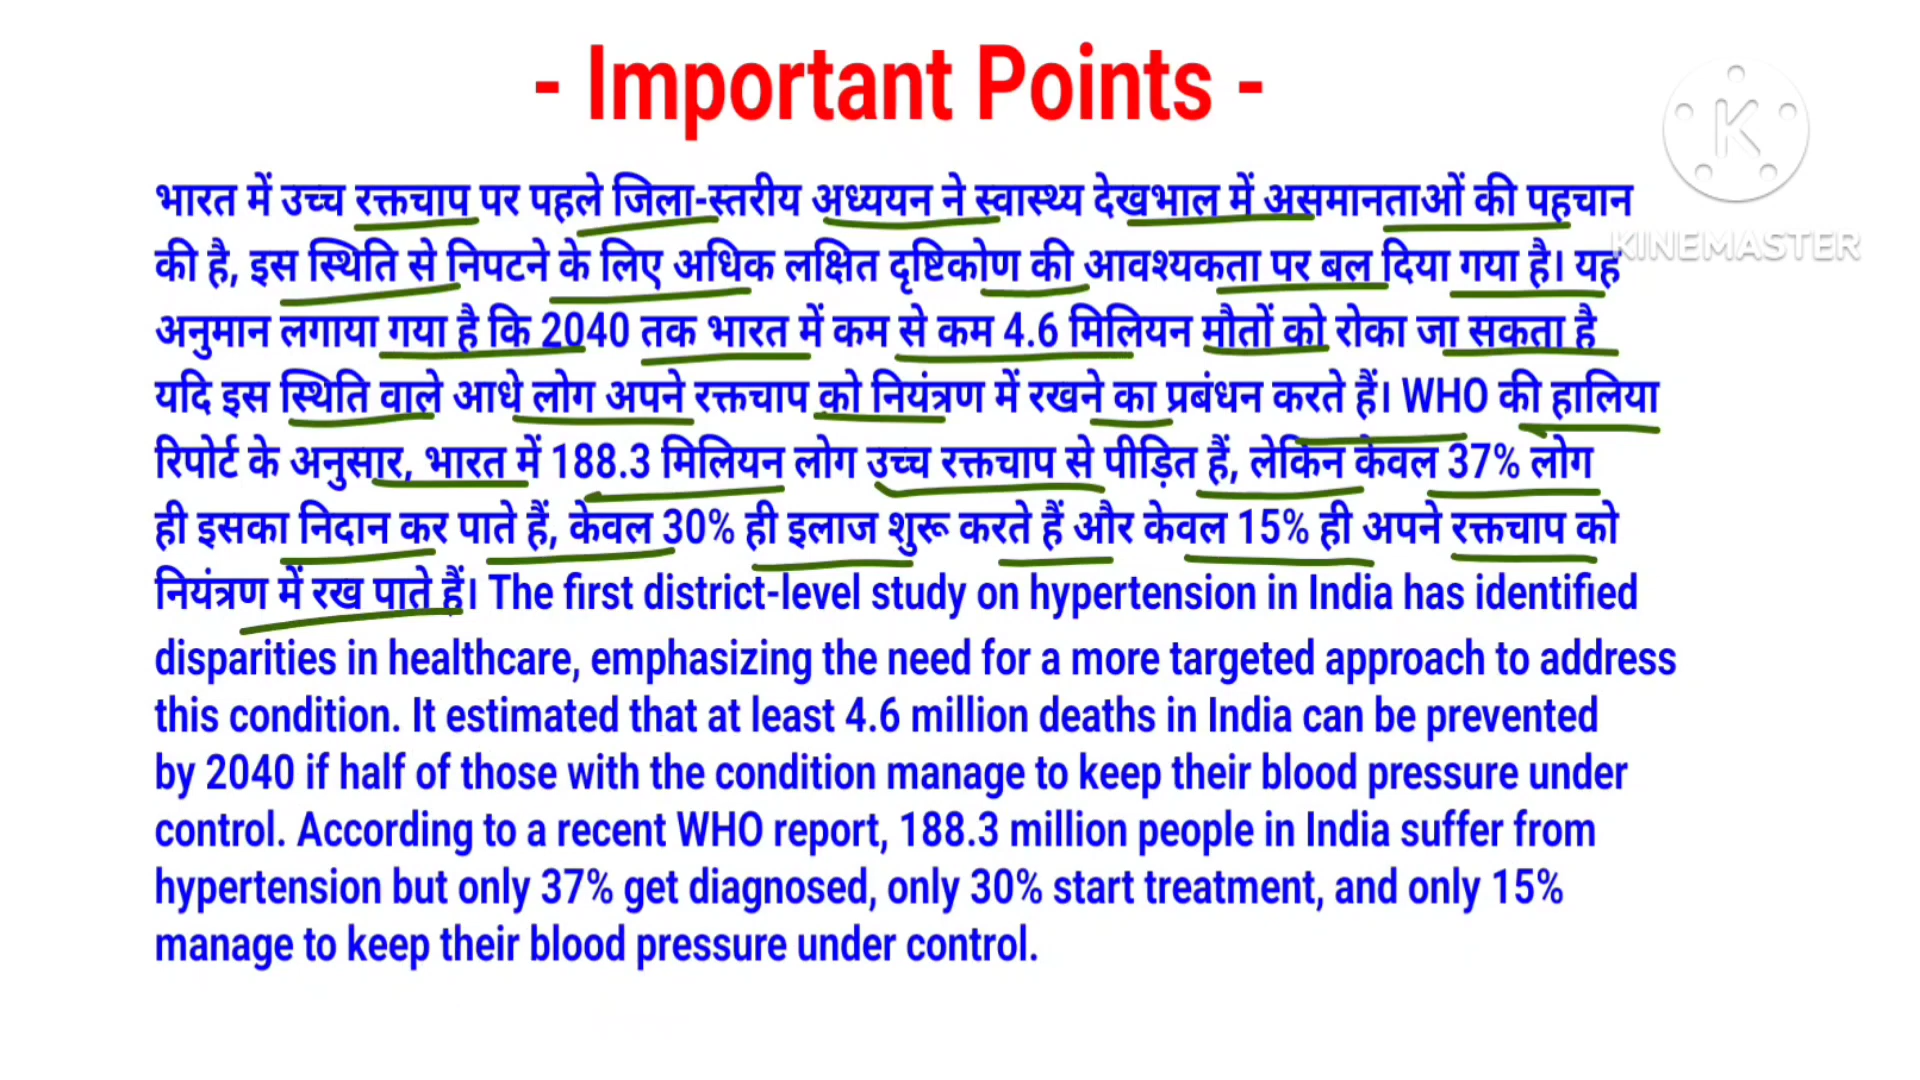 - Important Points -
भारत में उच्च रक्तचाप पर पहले जिला-स्तरीय अध्ययन ने स्वास्थ्य देखभाल में असमानताओं की पहचान
की है, इस स्थिति से निपटने के लिए अधिक लक्षित दृष्टिकोण की आवश्यकता पर बल दिया गया है। यह
अनुमान लगाया गया है कि 2040 तक भारत में कम से कम 4.6 मिलियन मौतों को रोका जा सकता है
यदि इस स्थिति वाले आधे लोग अपने रक्तचाप को नियंत्रण में रखने का प्रबंधन करते हैं। WHO की हालिया
रिपोर्ट के अनुसार, भारत में 188.3 मिलियन लोग उच्च रक्तचाप से पीड़ित हैं, लेकिन केवल 37% लोग
ही इसका निदान कर पाते हैं, केवल 30% ही इलाज शुरू करते हैं और केवल 15% ही अपने रक्तचाप को
नियंत्रण में रख पाते हैं। The first district-level study on hypertension in India has identified
disparities in healthcare, emphasizing the need for a more targeted approach to address
this condition. It estimated that at least 4.6 million deaths in India can be prevented
by 2040 if half of those with the condition manage to keep their blood pressure under
control. According to a recent WHO report, 188.3 million people in India suffer from
hypertension but only 37% get diagnosed, only 30% start treatment, and only 15%
manage to keep their blood pressure under control.
K
KINEMASTER